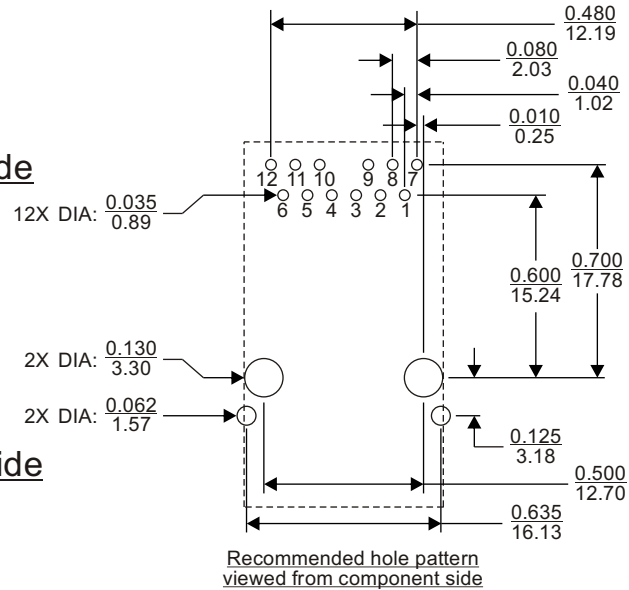 0.480
12.19
0.080
2.03
0.040
1.02
0.010
0.25
de
12 11 10 9 8 7
6 5 4 3 2 1
12X DIA: 0.035
0.89
0.600
15.24
0.700
17.78
2X DIA: 0.130
3.30
2X DIA: 0.062
1.57
0.125
3.18
ide
0.500
12.70
0.635
16.13
Recommended hole pattern
viewed from component side